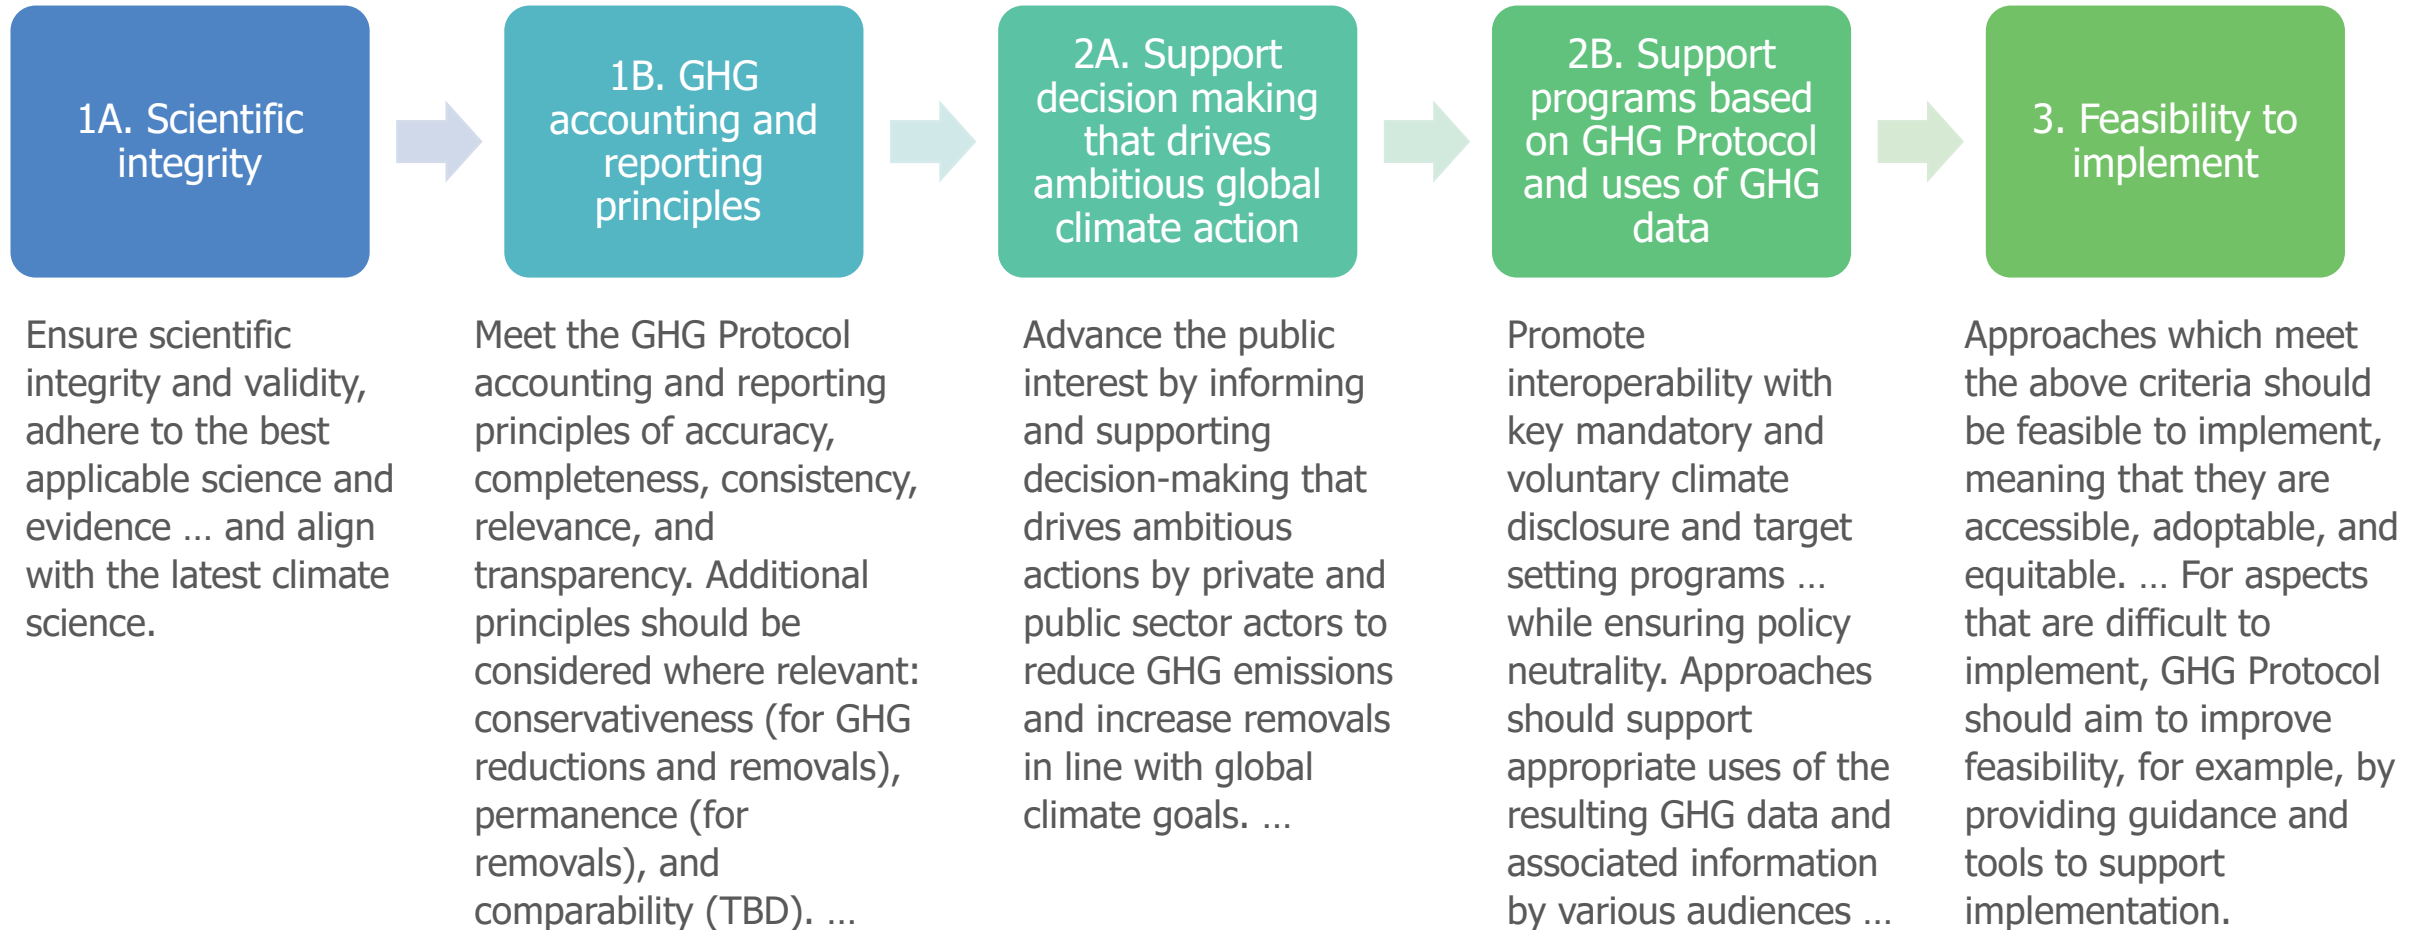 1A. Scientific
integrity
1B. GHG
accounting and
reporting
principles
2A. Support
decision making
that drives
ambitious global
climate action
2B. Support
programs based
on GHG Protocol
and uses of GHG
data
3. Feasibility to
implement
Ensure scientific
integrity and validity,
adhere to the best
applicable science and
evidence … and align
with the latest climate
science.
Meet the GHG Protocol
accounting and reporting
principles of accuracy,
completeness, consistency,
relevance, and
transparency. Additional
principles should be
considered where relevant:
conservativeness (for GHG
reductions and removals),
permanence (for
removals), and
comparability (TBD). …
Advance the public
interest by informing
and supporting
decision-making that
drives ambitious
actions by private and
public sector actors to
reduce GHG emissions
and increase removals
in line with global
climate goals. …
Promote
interoperability with
key mandatory and
voluntary climate
disclosure and target
setting programs …
while ensuring policy
neutrality. Approaches
should support
appropriate uses of the
resulting GHG data and
associated information
by various audiences …
Approaches which meet
the above criteria should
be feasible to implement,
meaning that they are
accessible, adoptable, and
equitable. … For aspects
that are difficult to
implement, GHG Protocol
should aim to improve
feasibility, for example, by
providing guidance and
tools to support
implementation.